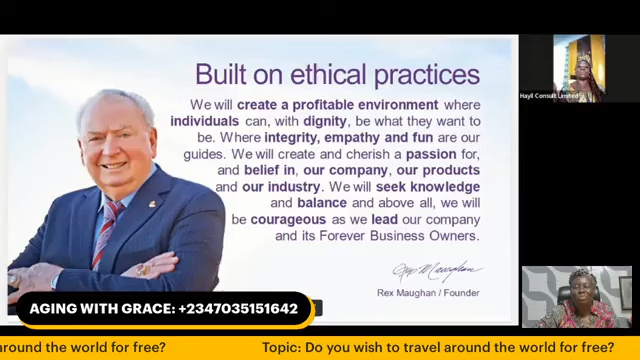 Built on ethical practices
We will create a profitable environment where
individuals can, with dignity, be what they want to
be. Where integrity, empathy and fun are our
guides. We will create and cherish a passion for,
and belief in, our company, our products
and our industry. We will seek knowledge
and balance and above all, we will
be courageous as we lead our company
and its Forever Business Owners.
Rex Maughan
Rex Maughan / Founder
Hayli Consult Limited
AGING WITH GRACE: +2347035151642
around the world for free?
Topic: Do you wish to travel around the world for free?